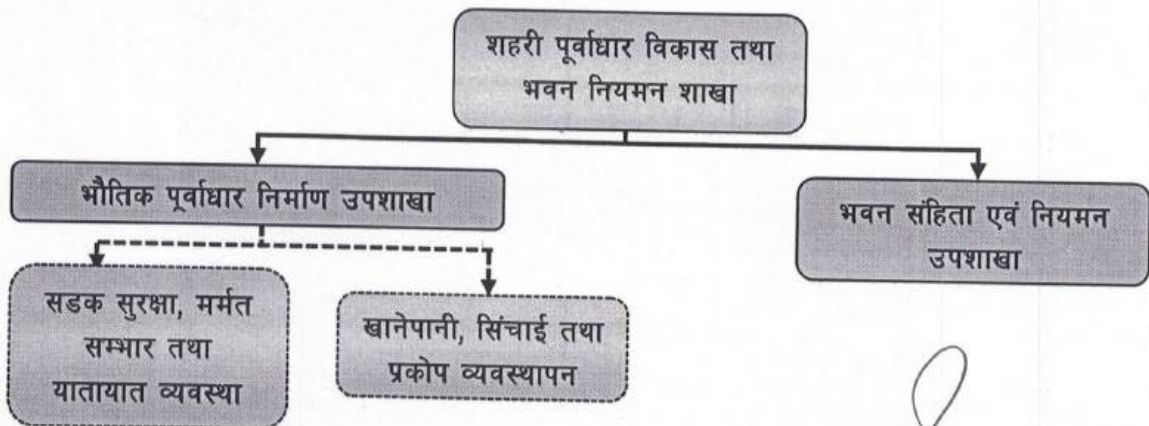 शहरी पूर्वाधार विकास तथा
भवन नियमन शाखा
भौतिक पूर्वाधार निर्माण उपशाखा
भवन संहिता एवं नियमन
उपशाखा
सडक सुरक्षा, मर्मत
सम्भार तथा
यातायात व्यवस्था
खानेपानी, सिंचाई तथा
प्रकोप व्यवस्थापन